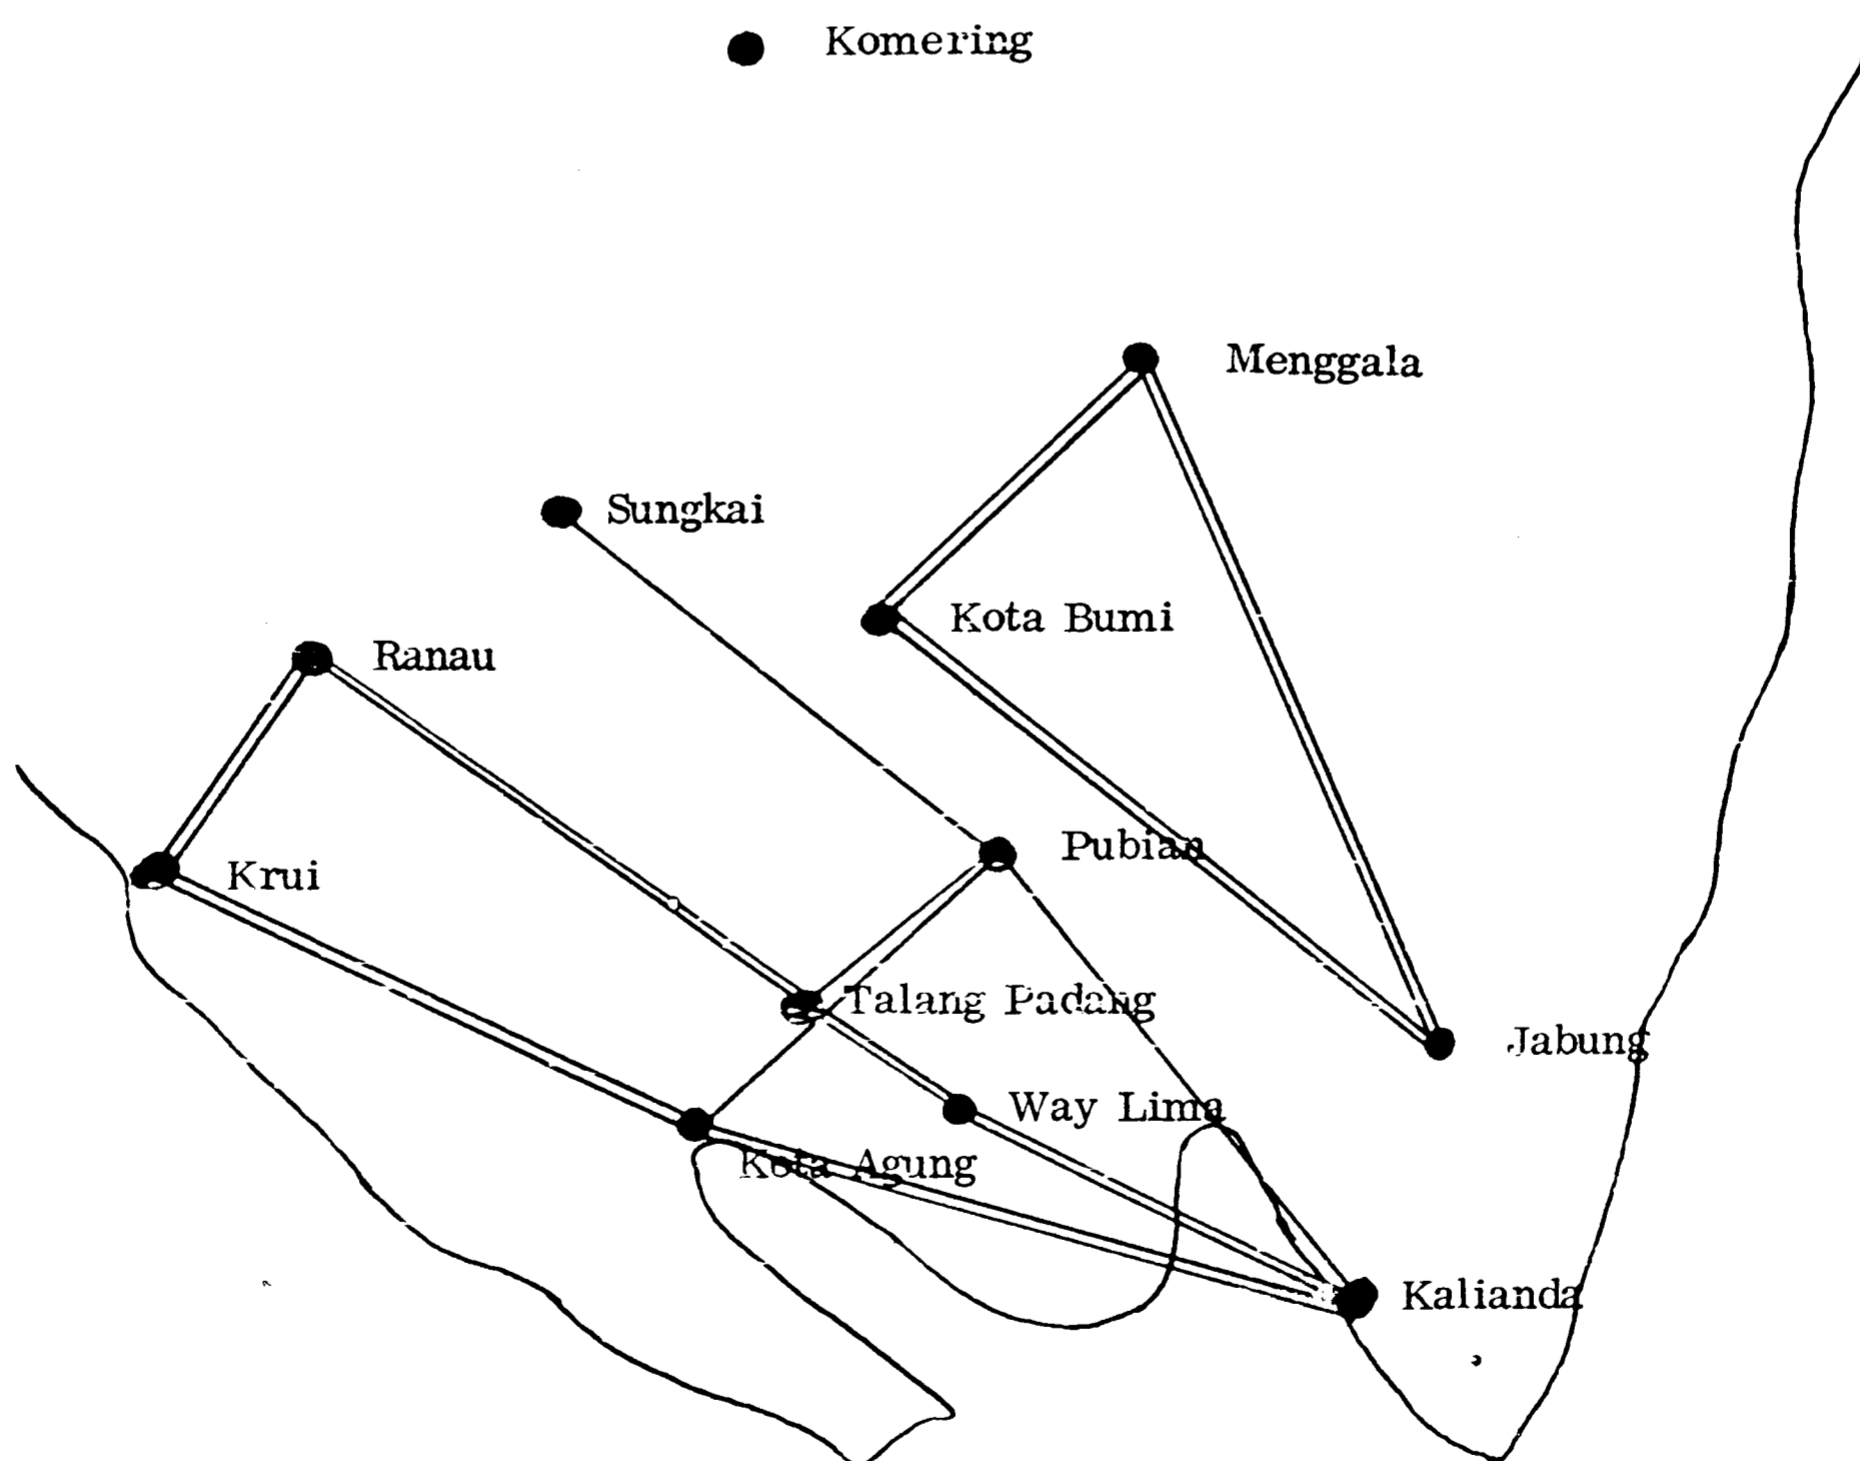 Komering
Menggala
Sungkai
Kota Bumi
Ranau
Pubian
Krui
Talang Padang
Jabung
Way Lima
Kota Agung
Kalianda